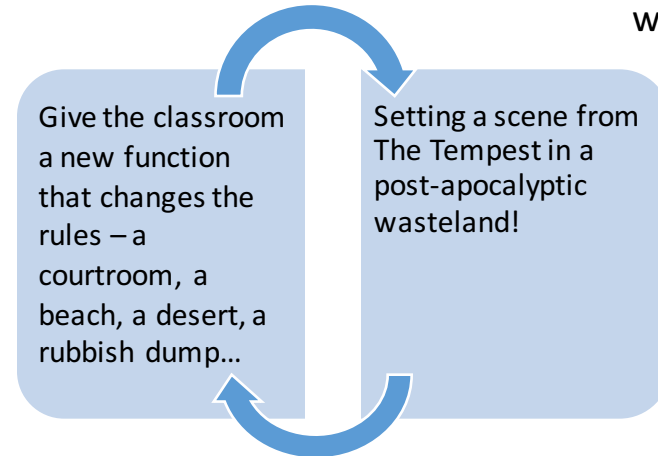 w
Give the classroom
a new function
that changes the
rules – a
courtroom, a
beach, a desert, a
rubbish dump…
Setting a scene from
The Tempest in a
post-apocalyptic
wasteland!